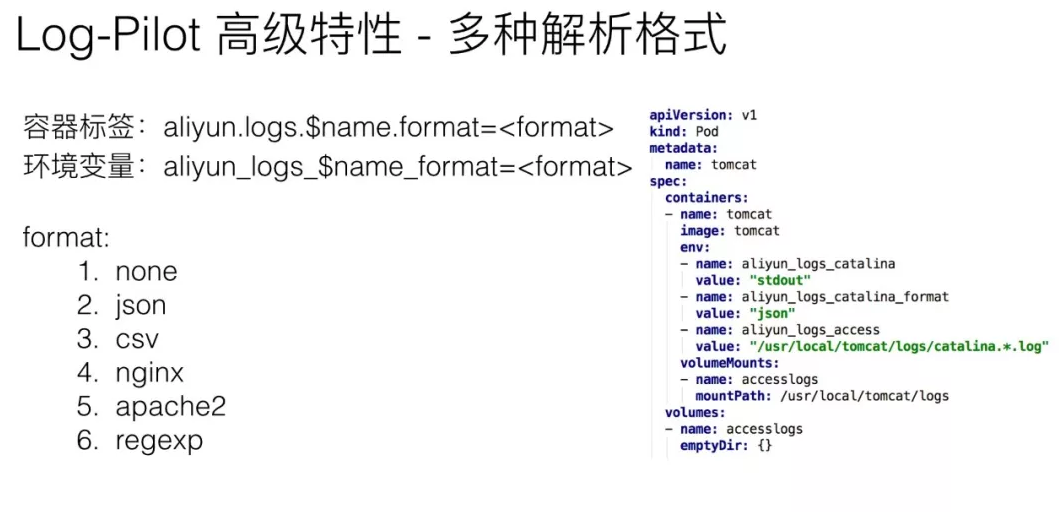 Log-Pilot 高级特性 - 多种解析格式
容器标签：aliyun.logs.$name.format=<format>
环境变量：aliyun_logs_$name_format=<format>
format:
1. none
2. json
3. csv
4. nginx
5. apache2
6. regexp
apiVersion: v1
kind: Pod
metadata:
  name: tomcat
spec:
  containers:
  - name: tomcat
    image: tomcat
    env:
    - name: aliyun_logs_catalina
      value: "stdout"
    - name: aliyun_logs_catalina_format
      value: "json"
    - name: aliyun_logs_access
      value: "/usr/local/tomcat/logs/catalina.*.log"
    volumeMounts:
    - name: accesslogs
      mountPath: /usr/local/tomcat/logs
  volumes:
  - name: accesslogs
    emptyDir: {}